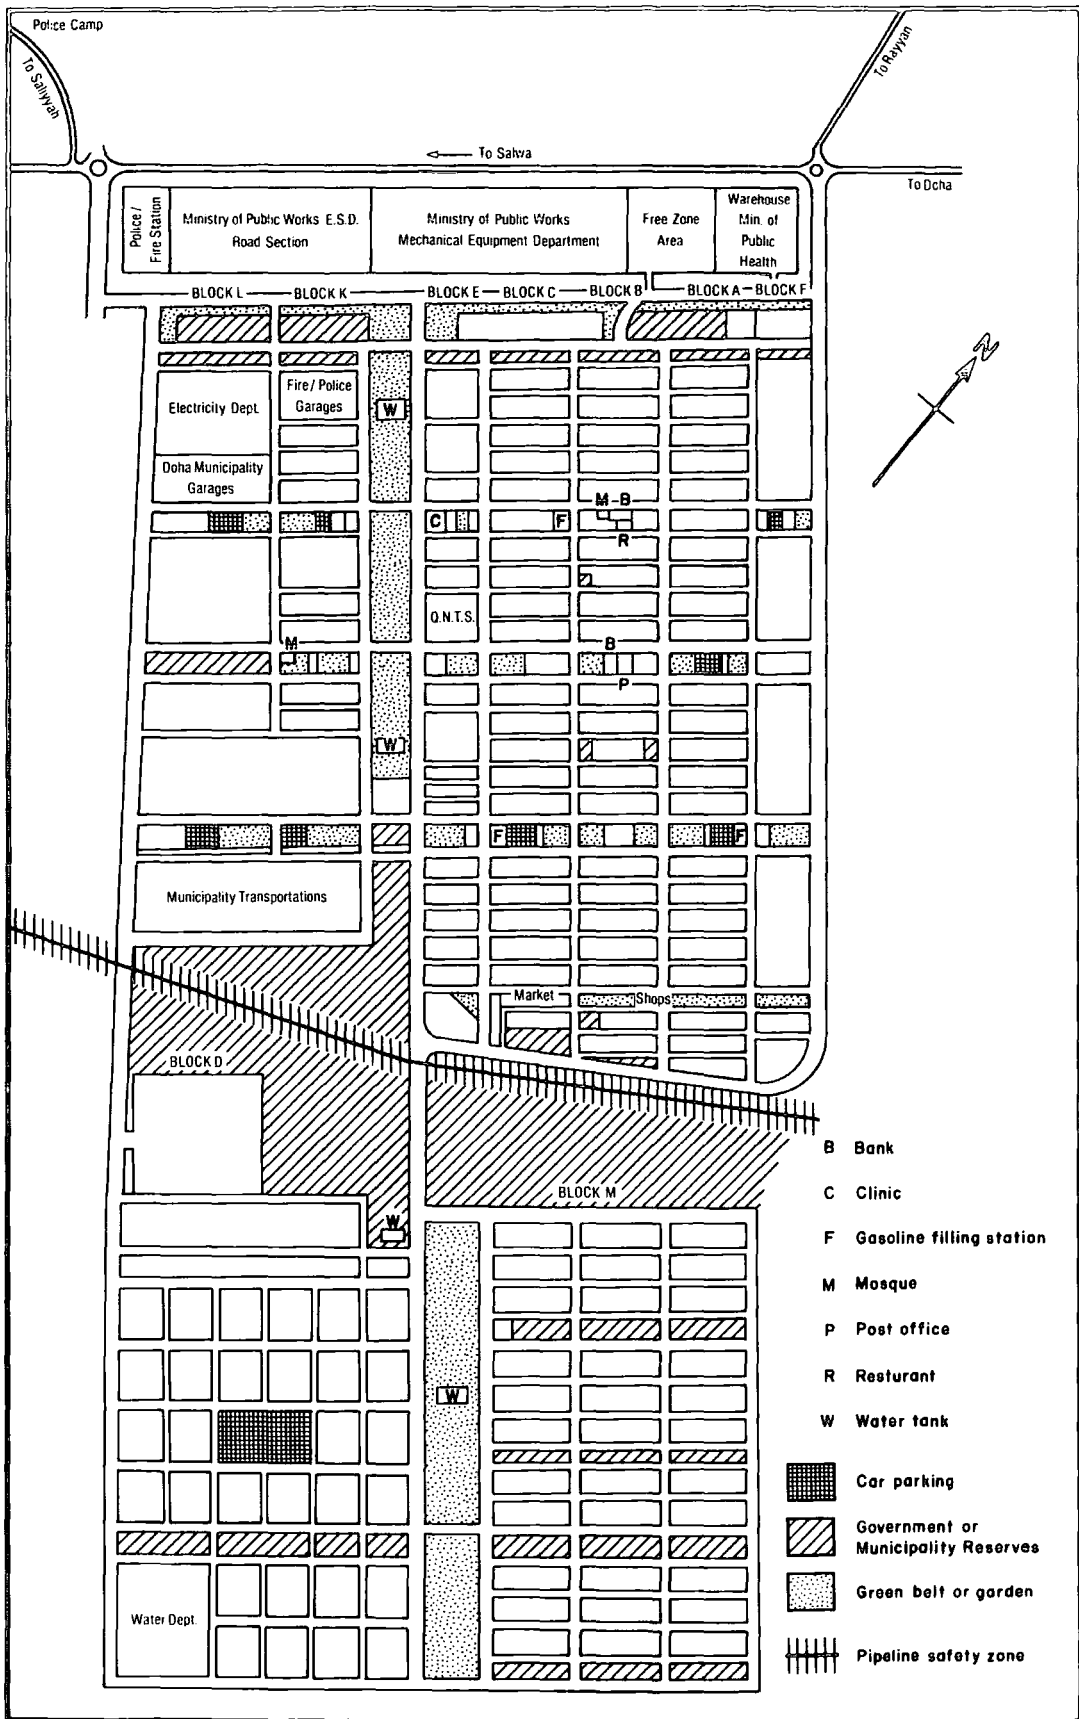 Police Camp
To Saliyyah
To Rayyan
To Salwa
To Doha
Police /
Fire Station
Ministry of Public Works E.S.D.
Road Section
Ministry of Public Works
Mechanical Equipment Department
Free Zone
Area
Warehouse
Min. of
Public
Health
BLOCK L
BLOCK K
BLOCK E
BLOCK C
BLOCK B
BLOCK A
BLOCK F
N
Electricity Dept.
Fire / Police
Garages
W
Doha Municipality
Garages
M B
C
F
R
Q.N.T.S.
M
B
P
W
F
F
Municipality Transportations
Market
Shops
BLOCK D
BLOCK M
W
W
Water Dept.
B Bank
C Clinic
F Gasoline filling station
M Mosque
P Post office
R Resturant
W Water tank
Car parking
Government or
Municipality Reserves
Green belt or garden
Pipeline safety zone